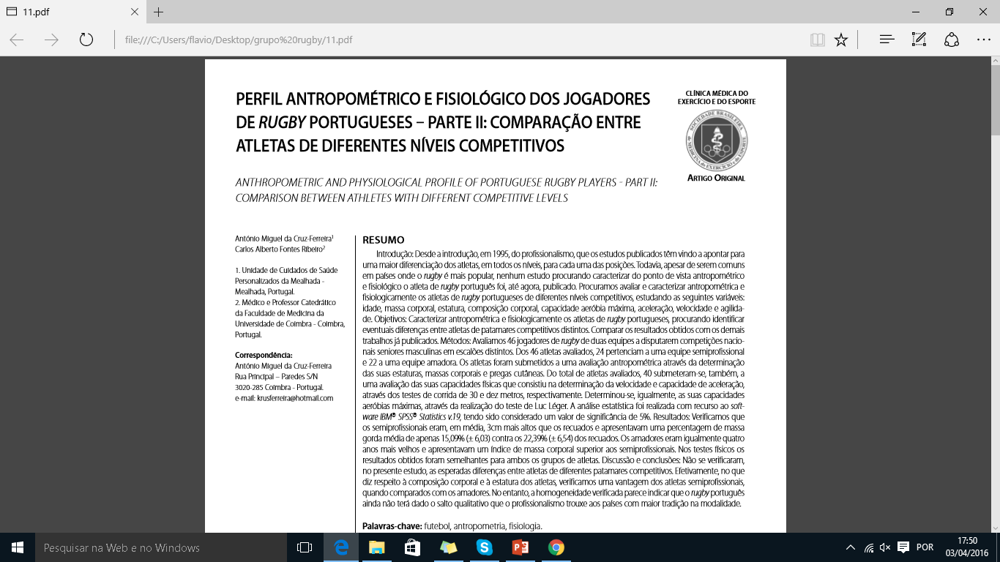 11.pdf
file:///C:/Users/flavio/Desktop/grupo%20rugby/11.pdf
PERFIL ANTROPOMÉTRICO E FISIOLÓGICO DOS JOGADORES
DE RUGBY PORTUGUESES – PARTE II: COMPARAÇÃO ENTRE
ATLETAS DE DIFERENTES NÍVEIS COMPETITIVOS
ANTHROPOMETRIC AND PHYSIOLOGICAL PROFILE OF PORTUGUESE RUGBY PLAYERS - PART II:
COMPARISON BETWEEN ATHLETES WITH DIFFERENT COMPETITIVE LEVELS
CLÍNICA MÉDICA DO
EXERCÍCIO E DO ESPORTE
SOCIEDADE BRASILEIRA
de MEDICINA do EXERCÍCIO e do ESPORTE
ARTIGO ORIGINAL
António Miguel da Cruz-Ferreira1
Carlos Alberto Fontes Ribeiro2
1. Unidade de Cuidados de Saúde
Personalizados da Mealhada -
Mealhada, Portugal.
2. Médico e Professor Catedrático
da Faculdade de Medicina da
Universidade de Coimbra - Coimbra,
Portugal.
Correspondência:
António Miguel da Cruz-Ferreira
Rua Principal – Paredes S/N
3020-285 Coimbra - Portugal.
e-mail: krusferreira@hotmail.com
RESUMO
Introdução: Desde a introdução, em 1995, do profissionalismo, que os estudos publicados têm vindo a apontar para
uma maior diferenciação dos atletas, em todos os níveis, para cada uma das posições. Todavia, apesar de serem comuns
em países onde o rugby é mais popular, nenhum estudo procurando caracterizar do ponto de vista antropométrico
e fisiológico o atleta de rugby português foi, até agora, publicado. Procuramos avaliar e caracterizar antropométrica e
fisiologicamente os atletas de rugby portugueses de diferentes níveis competitivos, estudando as seguintes variáveis:
idade, massa corporal, estatura, composição corporal, capacidade aeróbia máxima, aceleração, velocidade e agilida-
de. Objetivos: Caracterizar antropométrica e fisiologicamente os atletas de rugby portugueses, procurando identificar
eventuais diferenças entre atletas de patamares competitivos distintos. Comparar os resultados obtidos com os demais
trabalhos já publicados. Métodos: Avaliamos 46 jogadores de rugby de duas equipes a disputarem competições nacio-
nais seniores masculinas em escalões distintos. Dos 46 atletas avaliados, 24 pertenciam a uma equipe semiprofissional
e 22 a uma equipe amadora. Os atletas foram submetidos a uma avaliação antropométrica através da determinação
das suas estaturas, massas corporais e pregas cutâneas. Do total de atletas avaliados, 40 submeteram-se, também, a
uma avaliação das suas capacidades físicas que consistiu na determinação da velocidade e capacidade de aceleração,
através dos testes de corrida de 30 e dez metros, respectivamente. Determinou-se, igualmente, as suas capacidades
aeróbias máximas, através da realização do teste de Luc Léger. A análise estatística foi realizada com recurso ao soft-
ware IBM® SPSS® Statistics v.19, tendo sido considerado um valor de significância de 5%. Resultados: Verificamos que
os semiprofissionais eram, em média, 3cm mais altos que os recuados e apresentavam uma percentagem de massa
gorda média de apenas 15,09% (± 6,03) contra os 22,39% (± 6,54) dos recuados. Os amadores eram igualmente quatro
anos mais velhos e apresentavam um índice de massa corporal superior aos semiprofissionais. Nos testes físicos os
resultados obtidos foram semelhantes para ambos os grupos de atletas. Discussão e conclusões: Não se verificaram,
no presente estudo, as esperadas diferenças entre atletas de diferentes patamares competitivos. Efetivamente, no que
diz respeito à composição corporal e à estatura dos atletas, verificamos uma vantagem dos atletas semiprofissionais,
quando comparados com os amadores. No entanto, a homogeneidade verificada parece indicar que o rugby português
ainda não terá dado o salto qualitativo que o profissionalismo trouxe aos países com maior tradição na modalidade.
Palavras-chave: futebol, antropometria, fisiologia.
Pesquisar na Web e no Windows
POR
17:50
03/04/2016